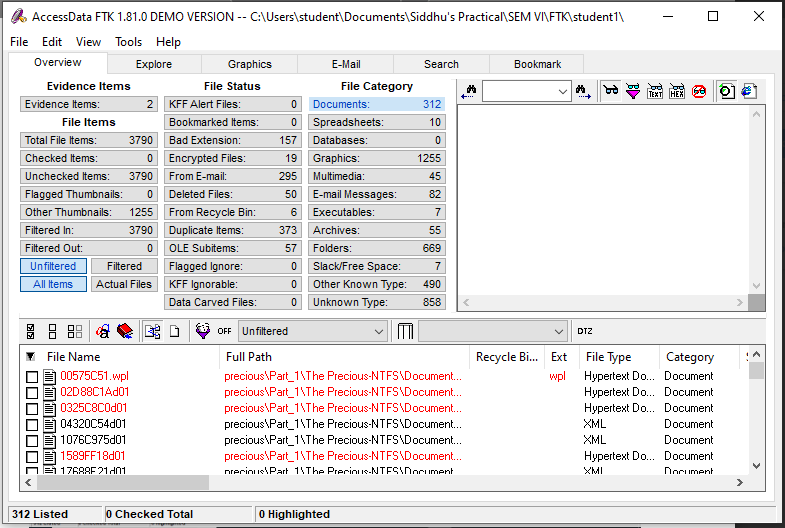 AccessData FTK 1.81.0 DEMO VERSION -- C:\Users\student\Documents\Siddhu's Practical\SEM VI\FTK\student1\
File Edit View Tools Help
Overview Explore Graphics E-Mail Search Bookmark
Evidence Items File Status File Category
Evidence Items: 2 KFF Alert Files: 0 Documents: 312
File Items Bookmarked Items: 0 Spreadsheets: 10
Total File Items: 3790 Bad Extension: 157 Databases: 0
Checked Items: 0 Encrypted Files: 19 Graphics: 1255
Unchecked Items: 3790 From E-mail: 295 Multimedia: 45
Flagged Thumbnails: 0 Deleted Files: 50 E-mail Messages: 82
Other Thumbnails: 1255 From Recycle Bin: 6 Executables: 7
Filtered In: 3790 Duplicate Items: 373 Archives: 55
Filtered Out: 0 OLE Subitems: 57 Folders: 669
Unfiltered Filtered Flagged Ignore: 0 Slack/Free Space: 7
All Items Actual Files KFF Ignorable: 0 Other Known Type: 490
Data Carved Files: 0 Unknown Type: 858
TEXT HEX
OFF Unfiltered DTZ
File Name Full Path Recycle Bi... Ext File Type Category
00575C51.wpl precious\Part_1\The Precious-NTFS\Document... wpl Hypertext Do... Document
02D88C1Ad01 precious\Part_1\The Precious-NTFS\Document... Hypertext Do... Document
0325C8C0d01 precious\Part_1\The Precious-NTFS\Document... Hypertext Do... Document
04320C54d01 precious\Part_1\The Precious-NTFS\Document... XML Document
1076C975d01 precious\Part_1\The Precious-NTFS\Document... XML Document
1589FF18d01 precious\Part_1\The Precious-NTFS\Document... Hypertext Do... Document
17688E21d01 precious\Part_1\The Precious-NTFS\Document... XML Document
312 Listed 0 Checked Total 0 Highlighted